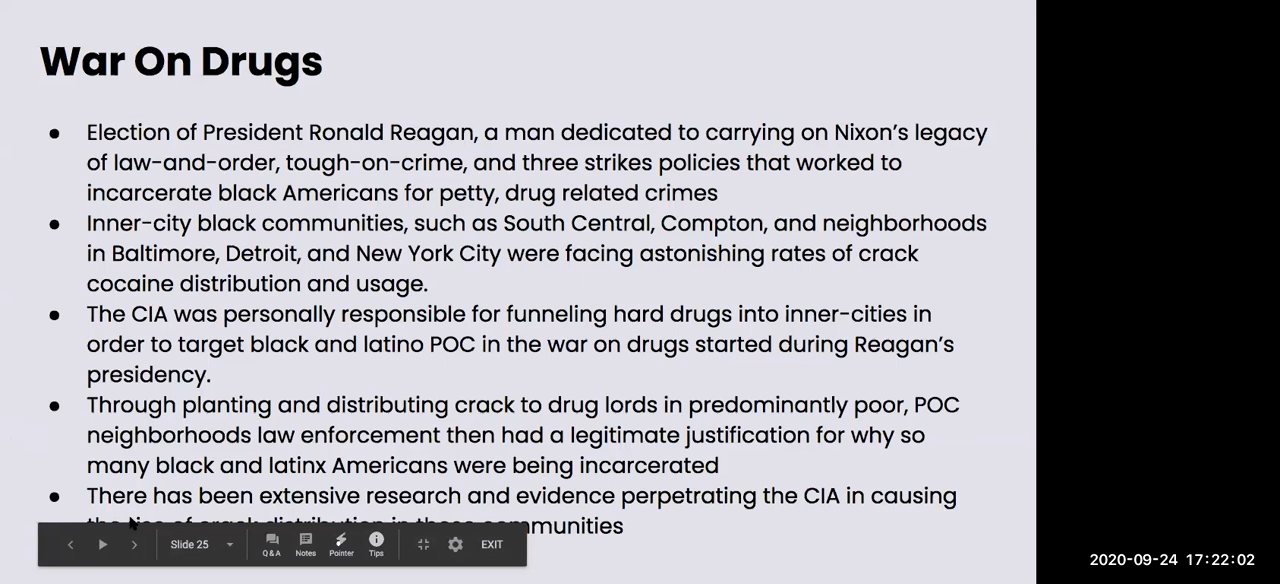 War On Drugs
● Election of President Ronald Reagan, a man dedicated to carrying on Nixon's legacy
of law-and-order, tough-on-crime, and three strikes policies that worked to
incarcerate black Americans for petty, drug related crimes
● Inner-city black communities, such as South Central, Compton, and neighborhoods
in Baltimore, Detroit, and New York City were facing astonishing rates of crack
cocaine distribution and usage.
● The CIA was personally responsible for funneling hard drugs into inner-cities in
order to target black and latino POC in the war on drugs started during Reagan's
presidency.
● Through planting and distributing crack to drug lords in predominantly poor, POC
neighborhoods law enforcement then had a legitimate justification for why so
many black and latinx Americans were being incarcerated
● There has been extensive research and evidence perpetrating the CIA in causing
the rise of crack distribution in these communities
Slide 25
Q & A Notes Pointer Tips
EXIT
2020-09-24 17:22:02